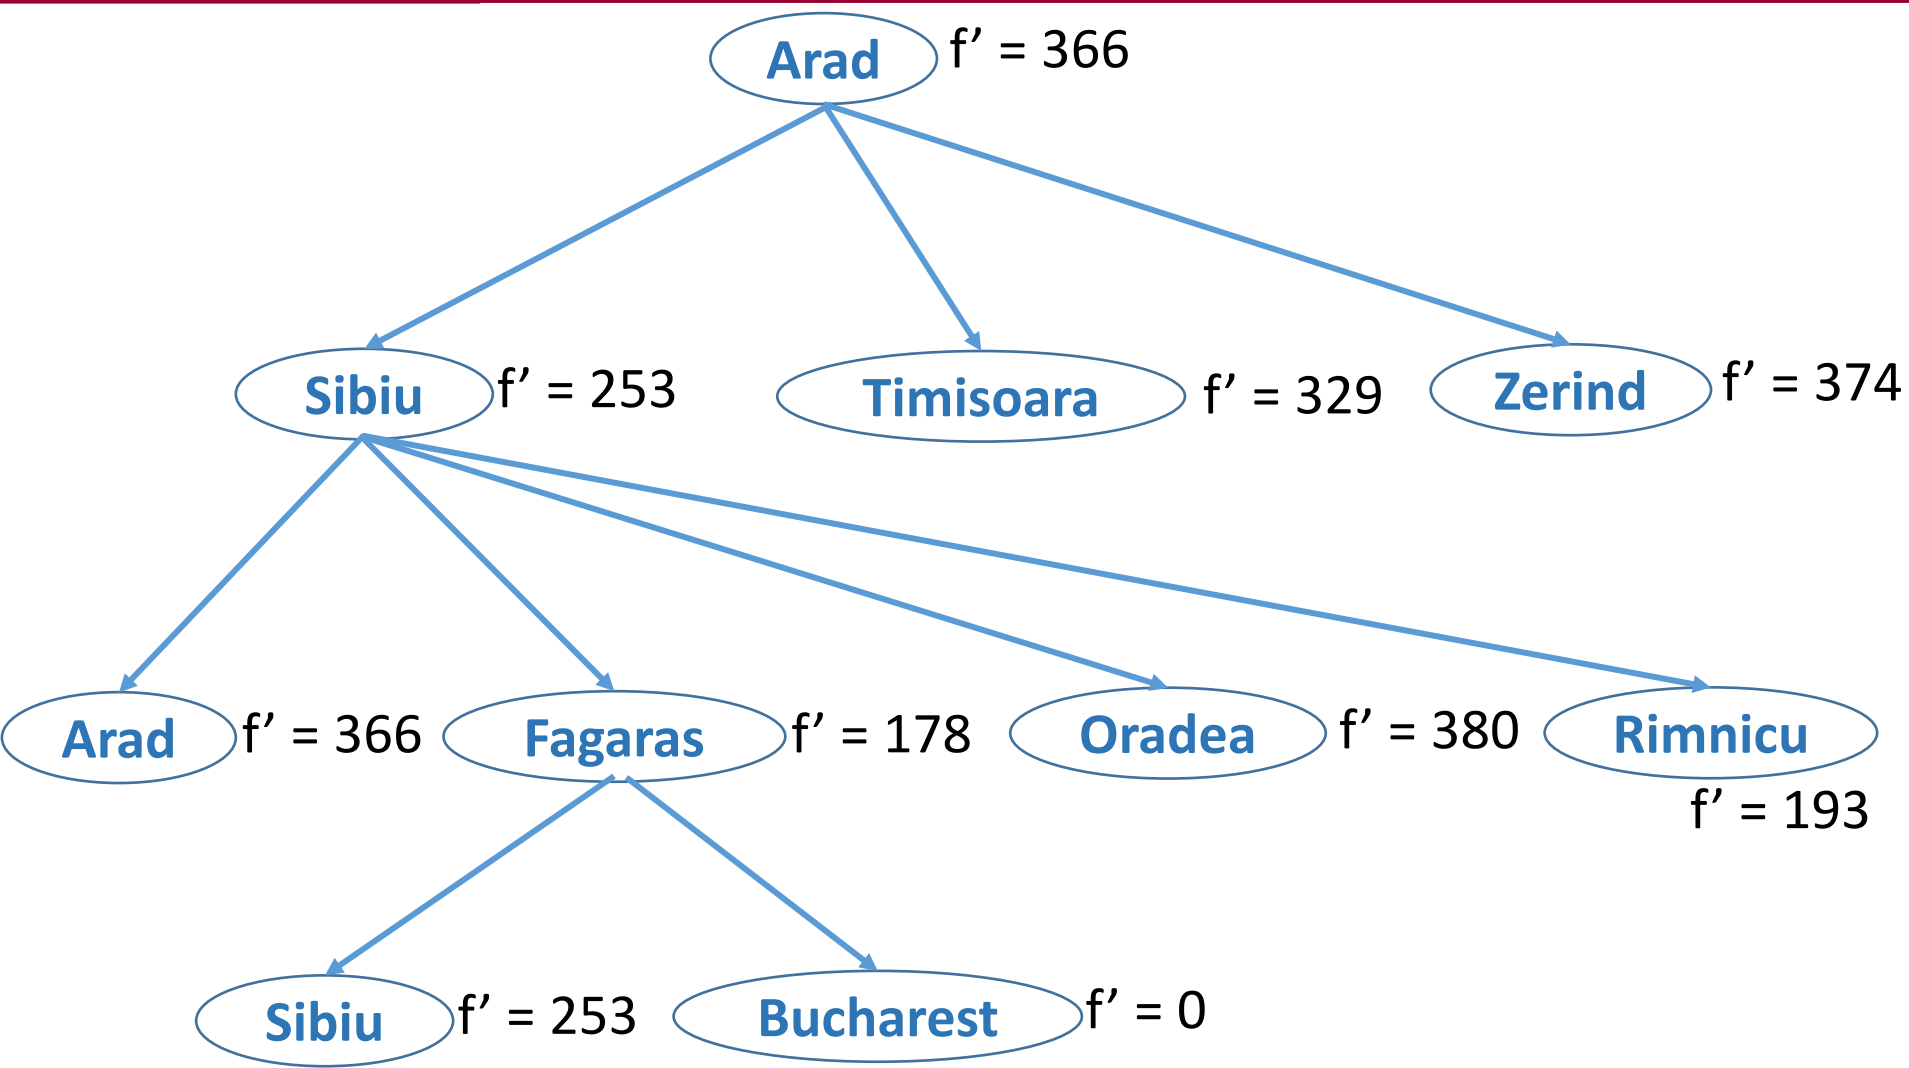 Arad f’ = 366
Sibiu f’ = 253 Timisoara f’ = 329 Zerind f’ = 374
Arad f’ = 366 Fagaras f’ = 178 Oradea f’ = 380 Rimnicu
f’ = 193
Sibiu f’ = 253 Bucharest f’ = 0